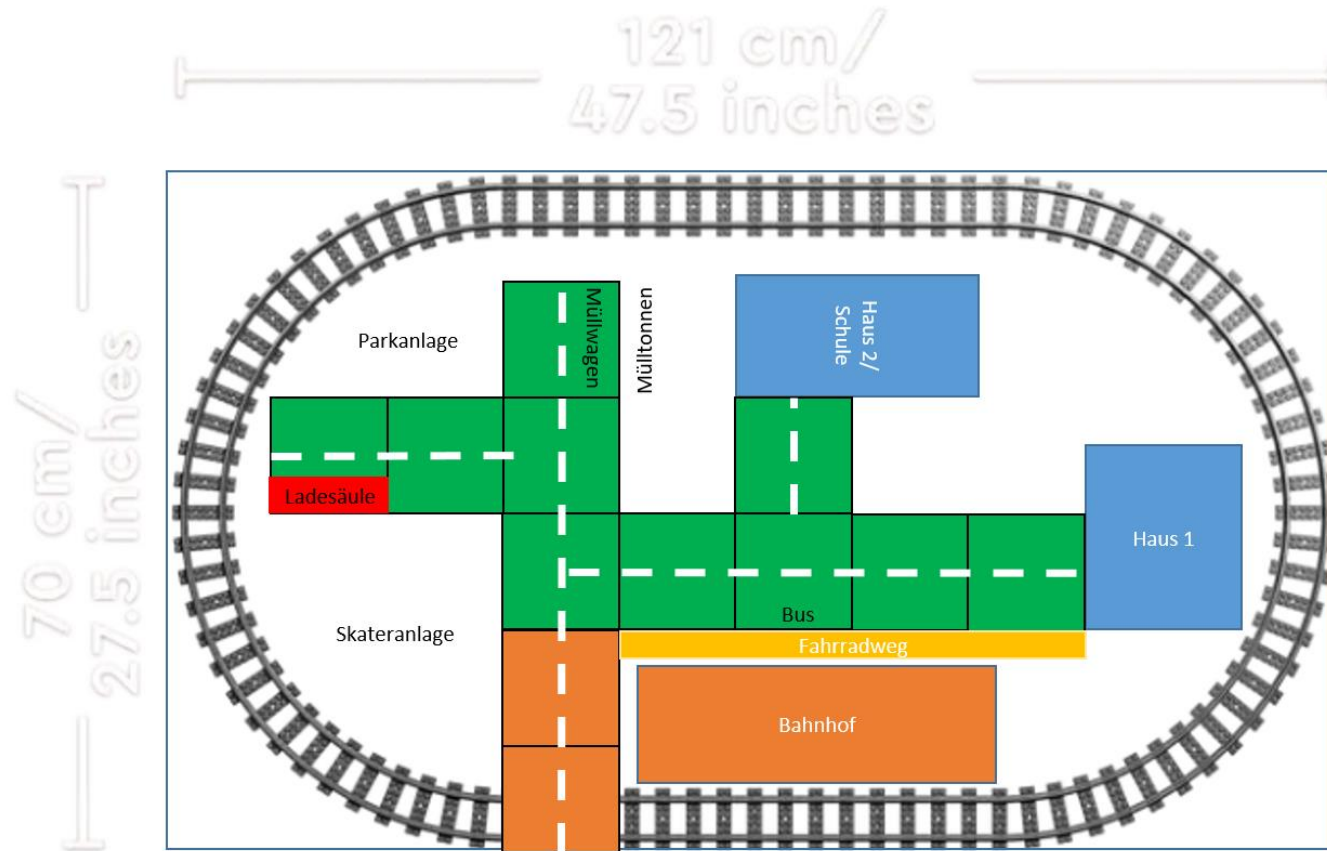 121 cm/
47.5 inches
70 cm/
27.5 inches
Parkanlage
Müllwagen
Mülltonnen
Haus 2/
Schule
Ladesäule
Haus 1
Bus
Skateranlage
Fahrradweg
Bahnhof